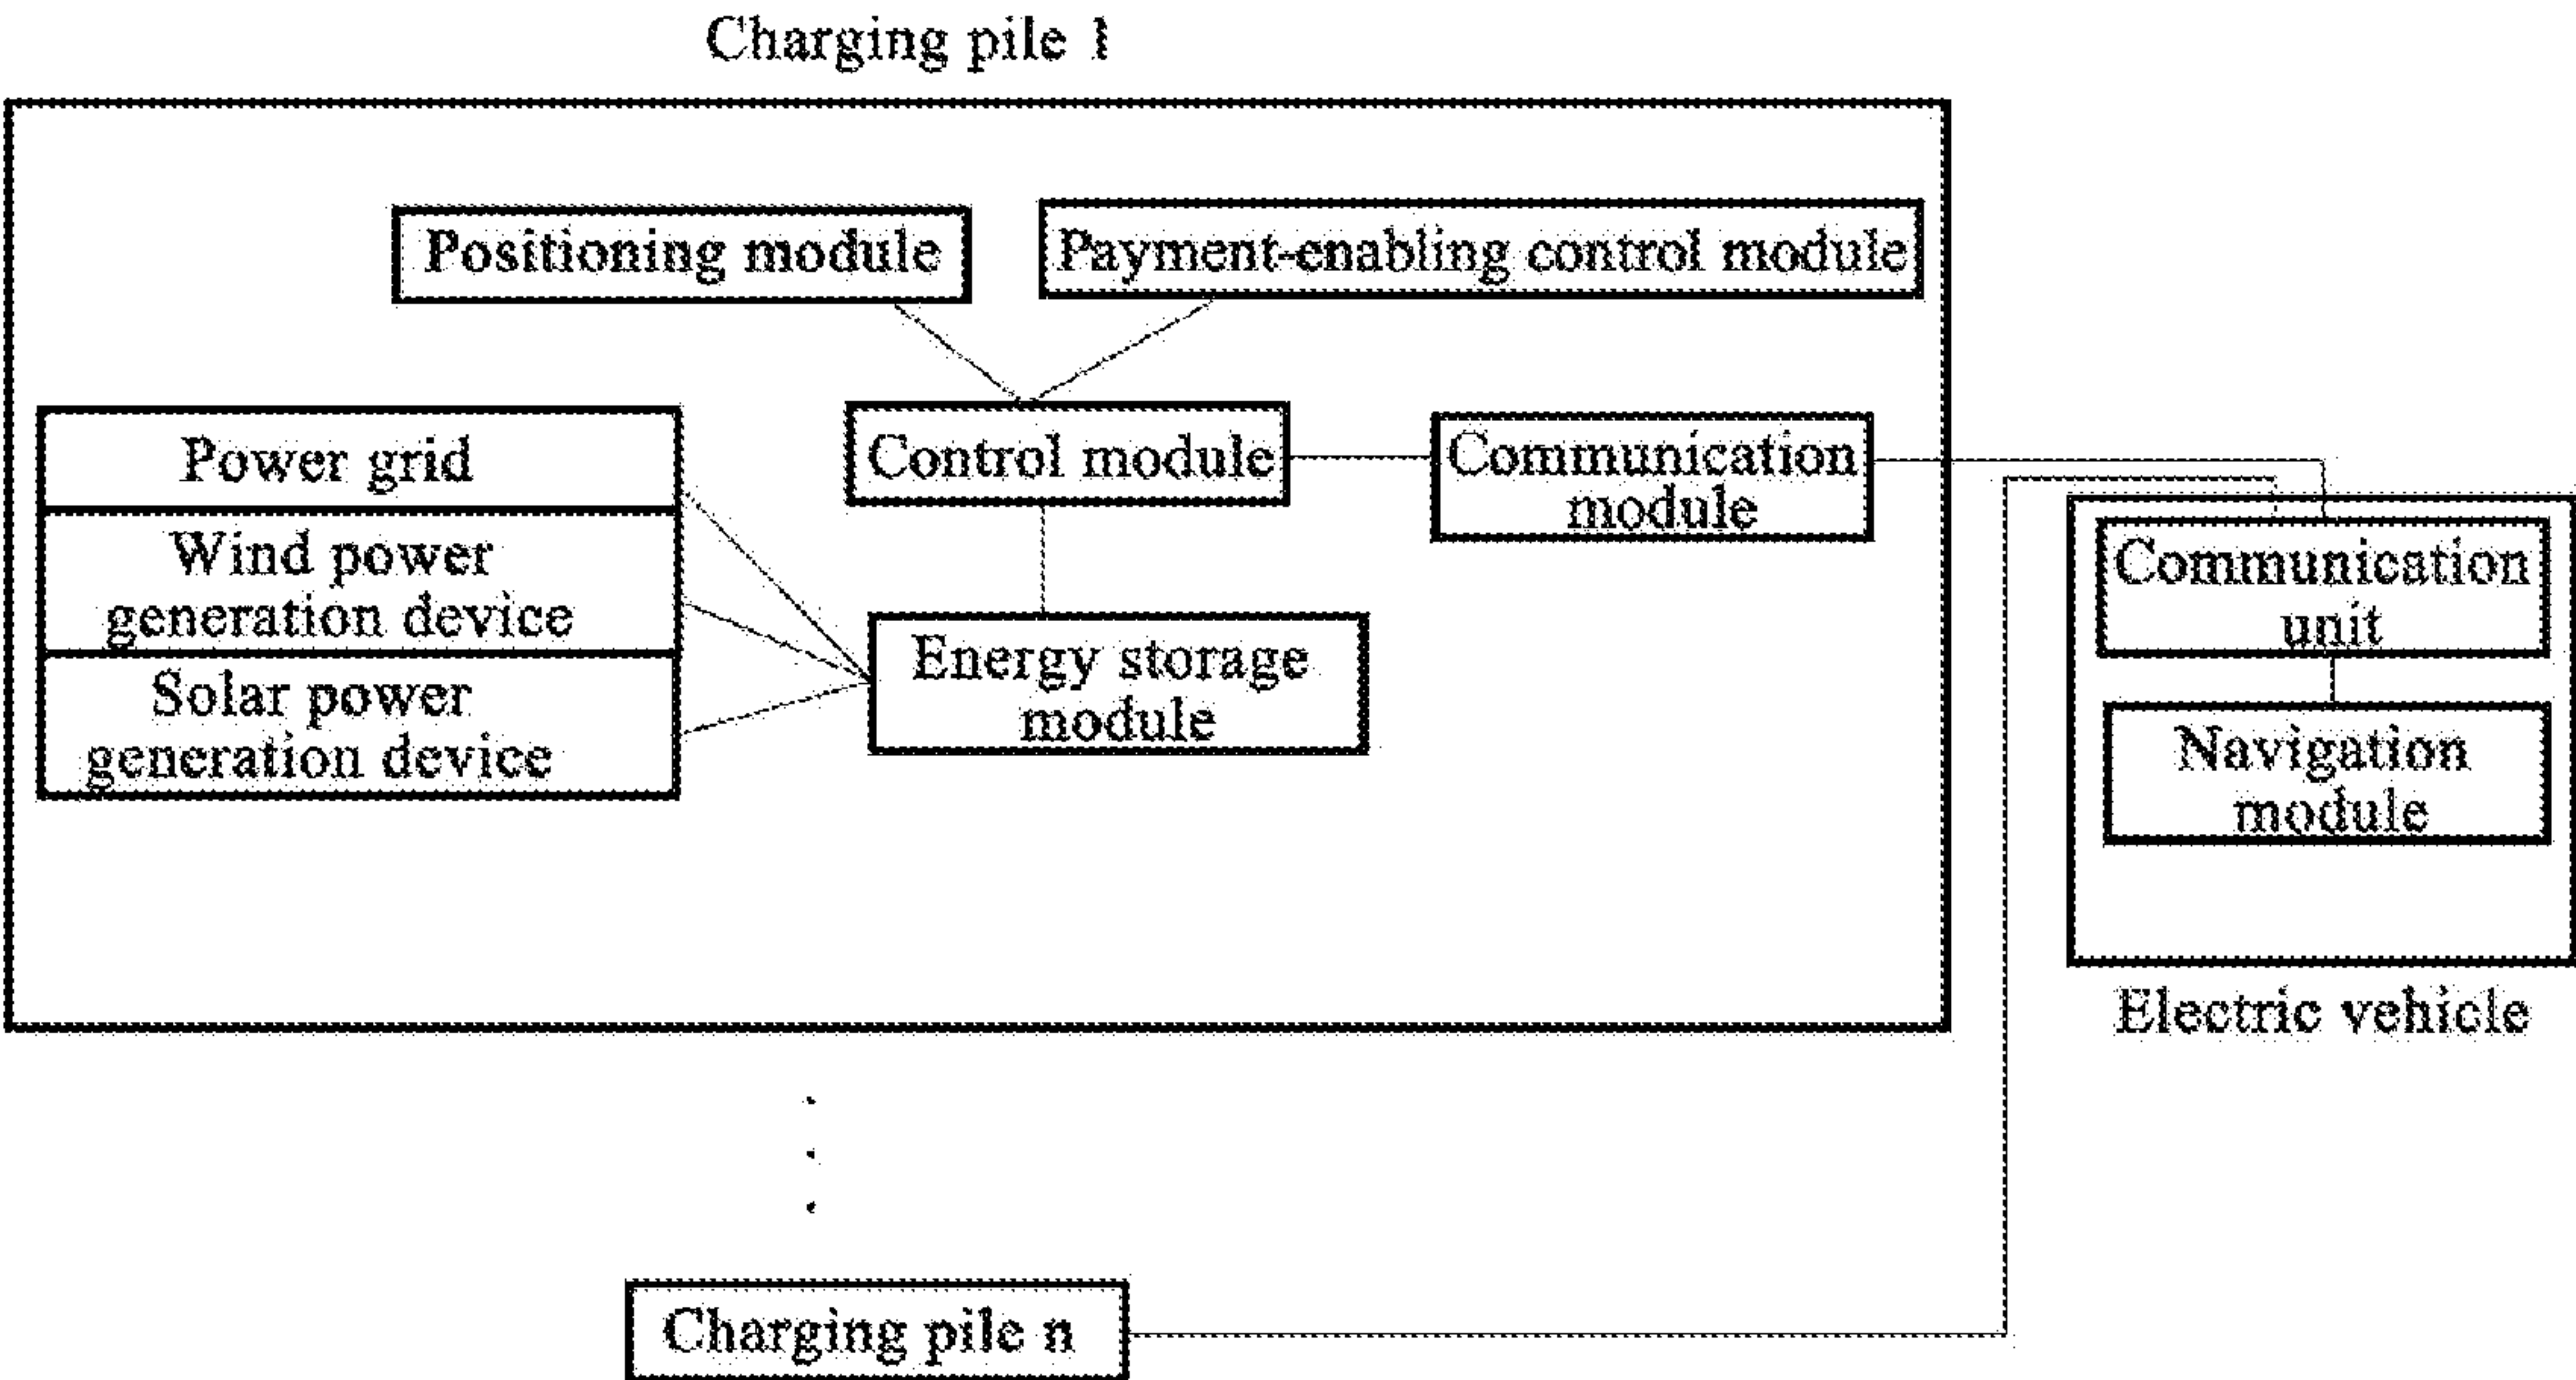 Charging pile 1
Positioning module
Payment-enabling control module
Power grid
Control module
Communication
module
Wind power
generation device
Communication
unit
Energy storage
module
Solar power
generation device
Navigation
module
Electric vehicle
Charging pile n